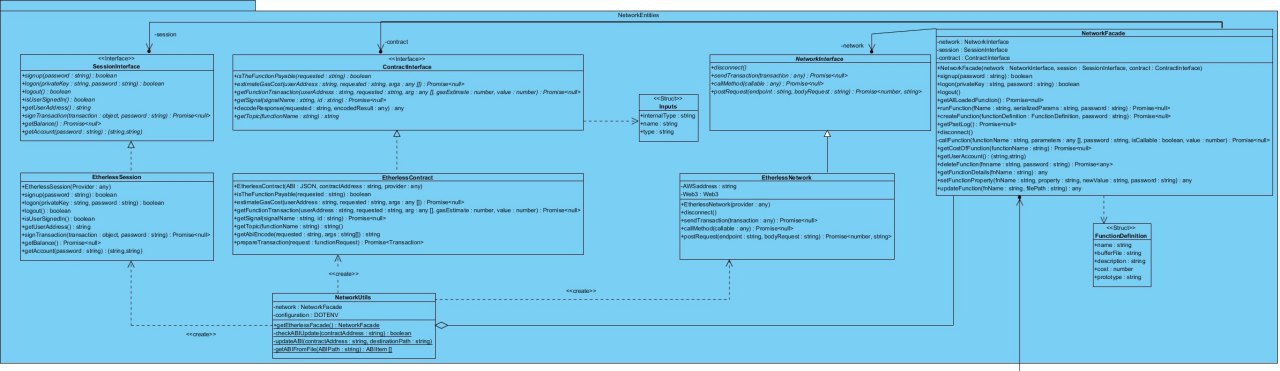 NetworkEntities
-session
-contract
-network
<<Interface>>
SessionInterface
+signup(password : string) : boolean
+logon(privateKey : string, password : string) : boolean
+logout() : boolean
+isUserSignedIn() : boolean
+getUserAddress() : string
+signTransaction(transaction : object, password : string) : Promise<null>
+getBalance() : Promise<null>
+getAccount(password : string) : (string,string)
<<Interface>>
ContractInterface
+isTheFunctionPayable(requested : string) : boolean
+estimateGasCost(userAddress : string, requested : string, args : any []) : Promise<null>
+getFunctionTransaction(userAddress : string, requested : string, arg : any [], gasEstimate : number, value : number) : Promise<null>
+getSignal(signalName : string, id : string) : Promise<null>
+decodeResponse(requested : string, encodedResult : any) : any
+getTopic(functionName : string) : string
<<Struct>>
Inputs
+internalType : string
+name : string
+type : string
NetworkInterface
+disconnect()
+sendTransaction(transaction : any) : Promise<null>
+callMethod(callable : any) : Promise<null>
+postRequest(endpoint : string, bodyRequest : string) : Promise<number, string>
NetworkFacade
-network : NetworkInterface
-session : SessionInterface
-contract : ContractInterface
+NetworkFacade(network : NetworkInterface, session : SessionInterface, contract : ContractInterface)
+signup(password : string) : boolean
+logon(privateKey : string, password : string) : boolean
+logout()
+getAllLoadedFunction() : Promise<null>
+runFunction(fName : string, serializedParams : string, password : string) : Promise<null>
+createFunction(functionDefinition : FunctionDefinition, password : string) : Promise<null>
+getPastLog() : Promise<null>
+disconnect()
-callFunction(functionName : string, parameters : any [], password : string, isCallable : boolean, value : number) : Promise<null>
+getCostOfFunction(functionName : string) : Promise<null>
+getUserAccount() : (string,string)
+deleteFunction(fnname : string, password : string) : Promise<any>
+getFunctionDetails(fnName : string) : any
+setFunctionProperty(fnName : string, property : string, newValue : string, password : string) : any
+updateFunction(fnName : string, filePath : string) : any
EtherlessSession
+EtherlessSession(Provider : any)
+signup(password : string) : boolean
+logon(privateKey : string, password : string) : boolean
+logout() : boolean
+isUserSignedIn() : boolean
+getUserAddress() : string
+signTransaction(transaction : object, password : string) : Promise<null>
+getBalance() : Promise<null>
+getAccount(password : string) : (string,string)
EtherlessContract
+EtherlessContract(ABI : JSON, contractAddress : string, provider : any)
+isTheFunctionPayable(requested : string) : boolean
+estimateGasCost(userAddress : string, requested : string, args : any []) : Promise<null>
+getFunctionTransaction(userAddress : string, requested : string, arg : any [], gasEstimate : number, value : number) : Promise<null>
+getSignal(signalName : string, id : string) : Promise<null>
+getTopic(functionName : string) : string()
+getAbiEncode(requested : string, args : string[]) : string
+prepareTransaction(request : functionRequest) : Promise<Transaction>
EtherlessNetwork
-AWSaddress : string
-Web3 : Web3
+EtherlessNetwork(provider : any)
+disconnect()
+sendTransaction(transaction : any) : Promise<null>
+callMethod(callable : any) : Promise<null>
+postRequest(endpoint : string, bodyRequest : string) : Promise<number, string>
<<Struct>>
FunctionDefinition
+name : string
+bufferFile : string
+description : string
+cost : number
+prototype : string
<<create>>
<<create>>
<<create>>
NetworkUtils
-network : NetworkFacade
-configuration : DOTENV
+getEtherlessFacade() : NetworkFacade
-checkABIUpdate(contractAddress : string) : boolean
-updateABI(contractAddress : string, destinationPath : string)
-getABIFromFile(ABIPath : string) : ABIItem []